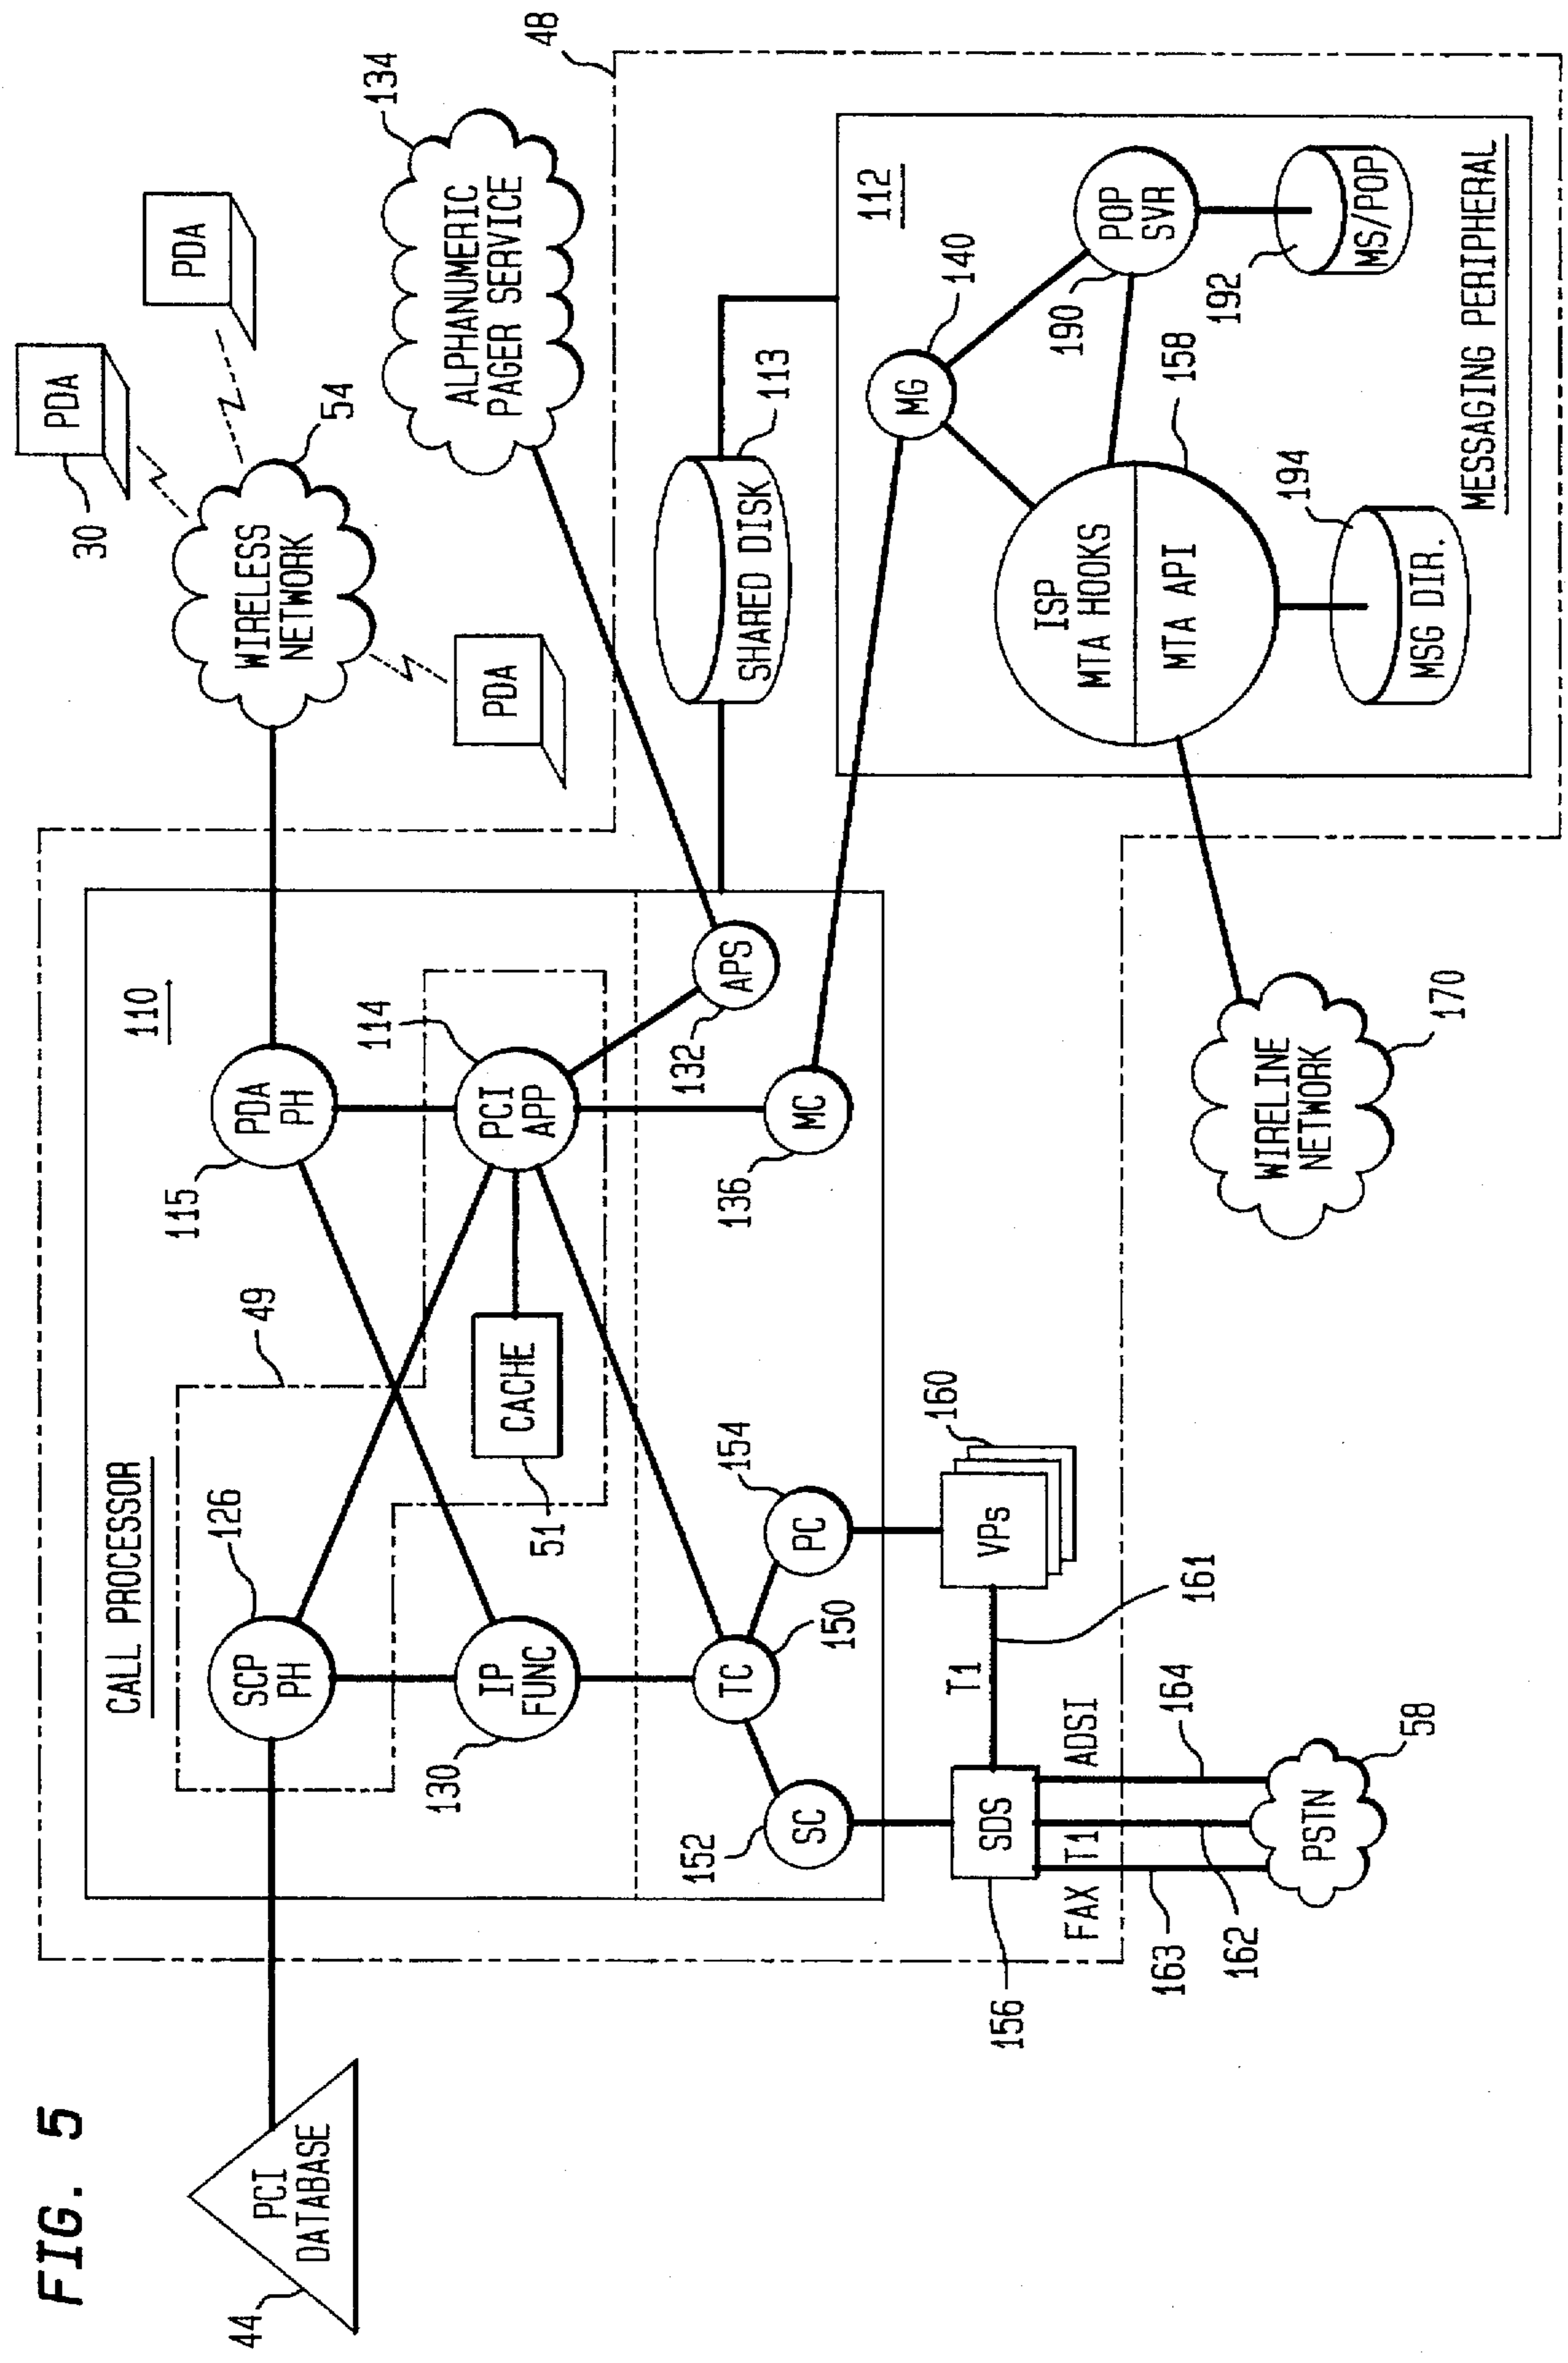 FIG. 5
44
PCI
DATABASE
CALL PROCESSOR
110
126
SCP
PH
49
115
PDA
PH
114
PCI
APP
CACHE
51
130
IP
FUNC
132
APS
136
MC
TC
150
152
SC
154
PC
156
SDS
T1
161
160
VPs
FAX
T1
ADSI
163
162
164
58
PSTN
WIRELESS
NETWORK
54
30
PDA
PDA
PDA
ALPHANUMERIC
PAGER SERVICE
134
48
SHARED DISK
113
112
MG
140
POP
SVR
190
192
MS/POP
ISP
MTA HOOKS
MTA API
158
194
MSG DIR.
MESSAGING PERIPHERAL
WIRELINE
NETWORK
170